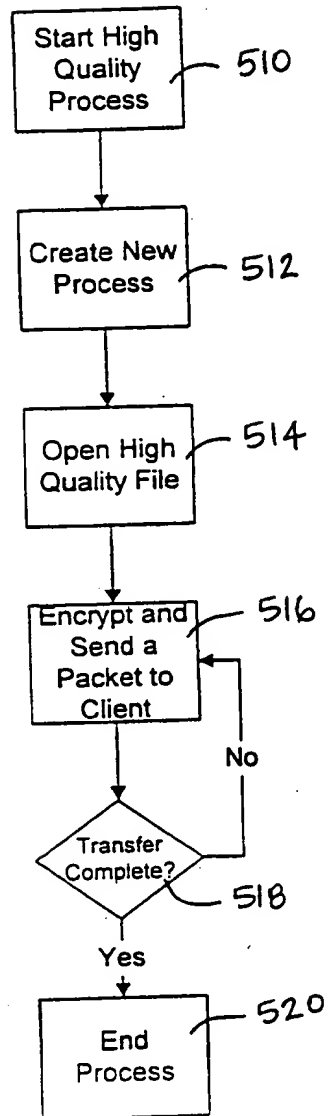 Start High
Quality
Process
510
Create New
Process
512
Open High
Quality File
514
Encrypt and
Send a
Packet to
Client
516
No
Transfer
Complete?
518
Yes
End
Process
520